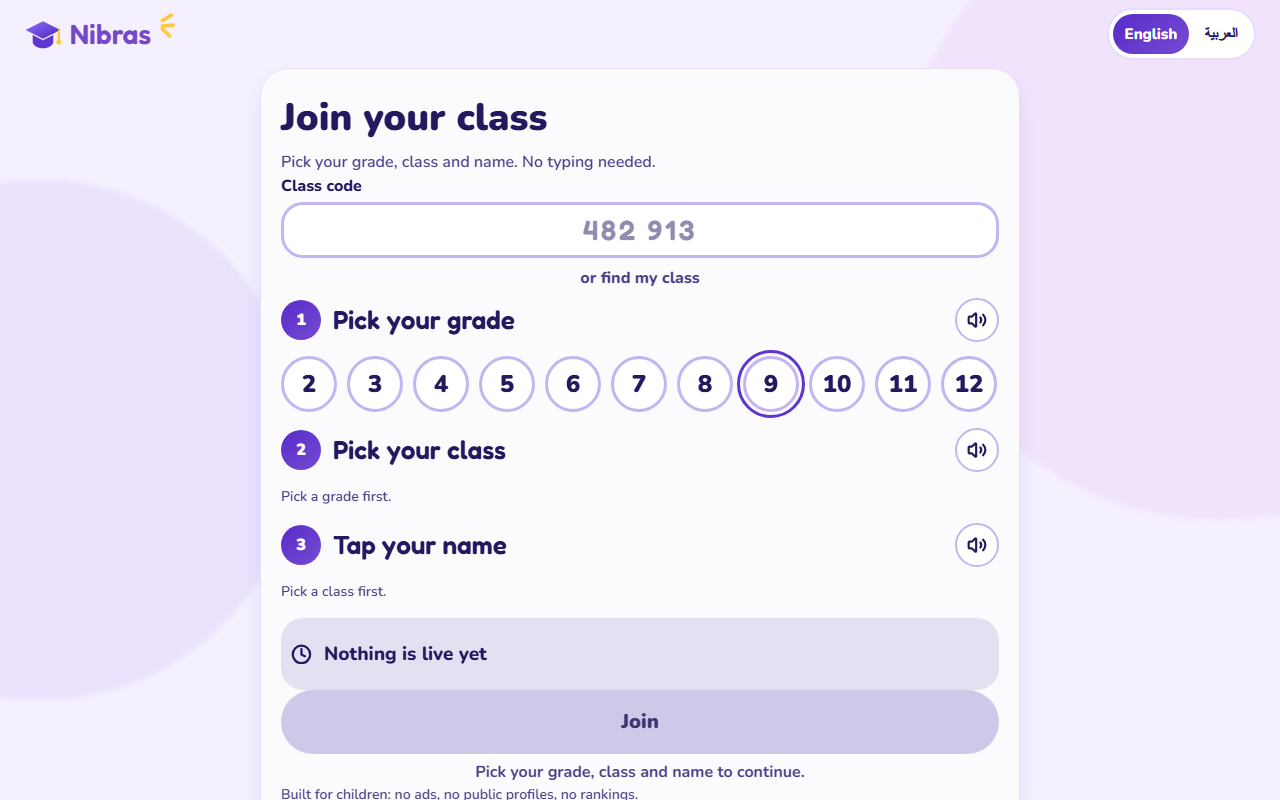 Nibras
English
العربية
Join your class
Pick your grade, class and name. No typing needed.
Class code
482 913
or find my class
1 Pick your grade
2 3 4 5 6 7 8 9 10 11 12
2 Pick your class
Pick a grade first.
3 Tap your name
Pick a class first.
Nothing is live yet
Join
Pick your grade, class and name to continue.
Built for children: no ads, no public profiles, no rankings.